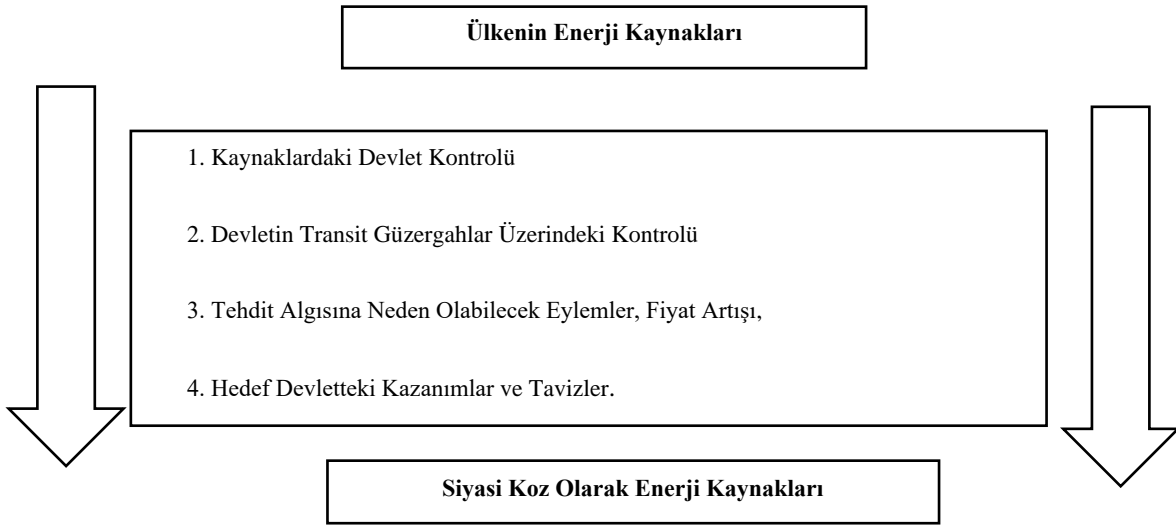 Ülkenin Enerji Kaynakları
1. Kaynaklardaki Devlet Kontrolü
2. Devletin Transit Güzergahlar Üzerindeki Kontrolü
3. Tehdit Algısına Neden Olabilecek Eylemler, Fiyat Artışı,
4. Hedef Devletteki Kazanımlar ve Tavizler.
Siyasi Koz Olarak Enerji Kaynakları